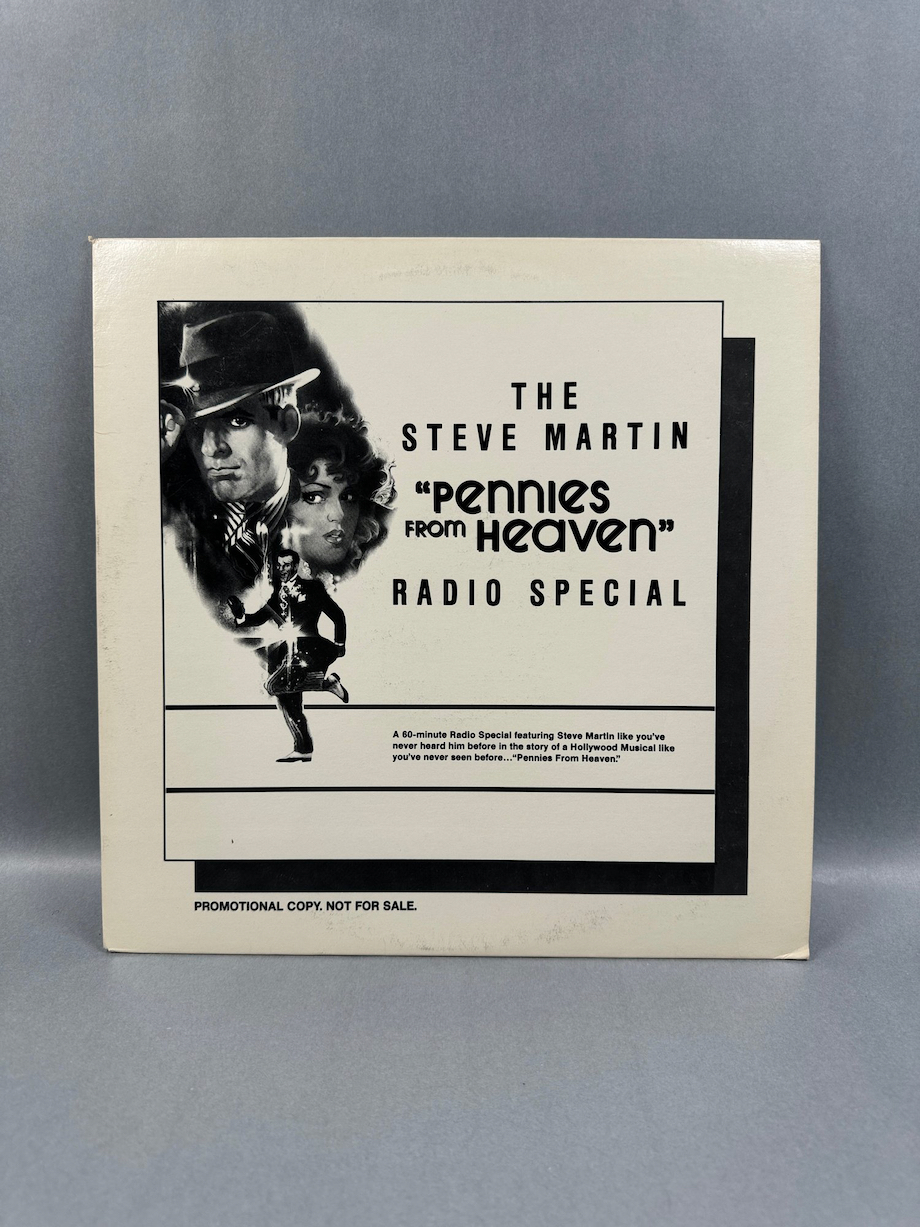 THE
STEVE MARTIN
“Pennies
FROM Heaven”
RADIO SPECIAL
A 60-minute Radio Special featuring Steve Martin like you've
never heard him before in the story of a Hollywood Musical like
you've never seen before...“Pennies From Heaven.”
PROMOTIONAL COPY. NOT FOR SALE.